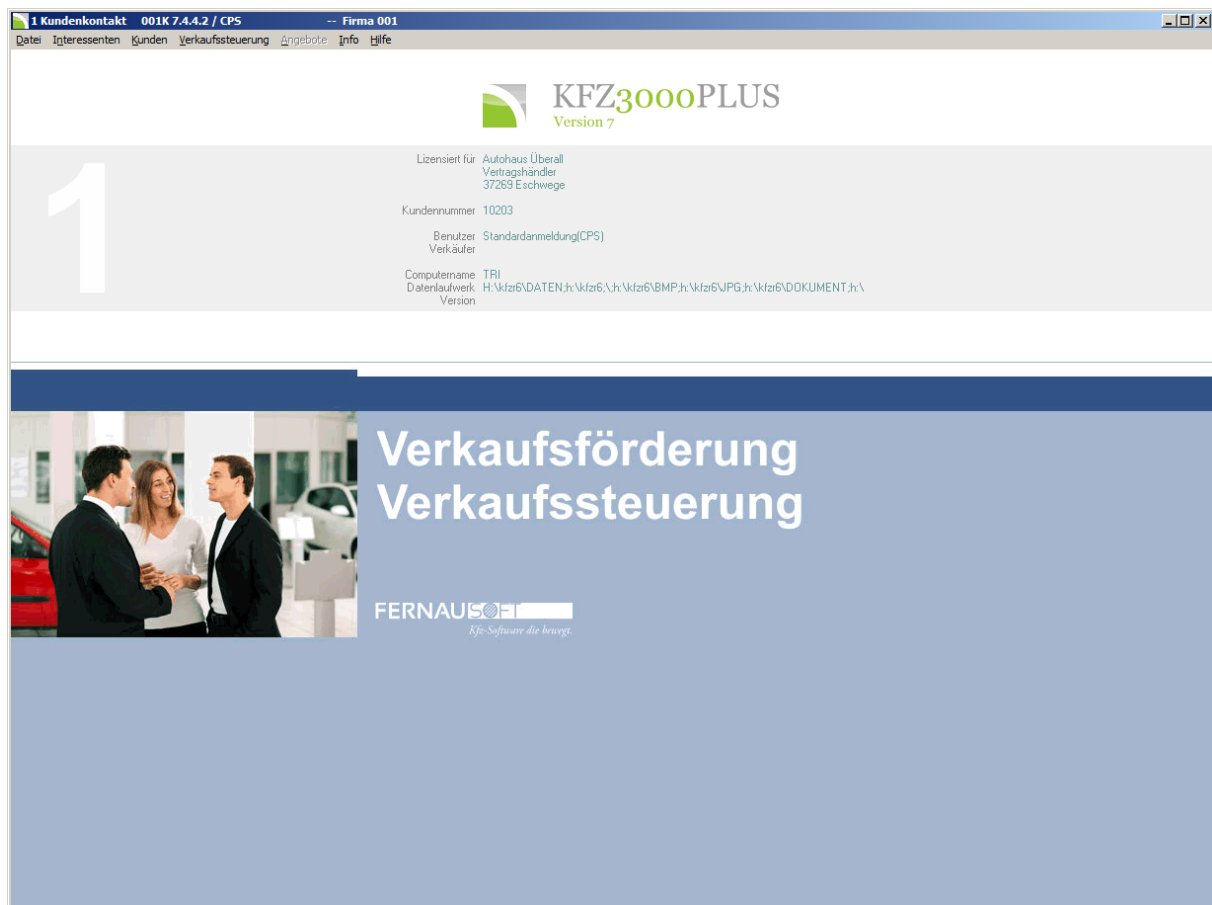 1 Kundenkontakt 001K 7.4.4.2 / CPS -- Firma 001
Datei Interessenten Kunden Verkaufssteuerung Angebote Info Hilfe
KFZ3000PLUS
Version 7
1
Lizensiert für Autohaus Überall
Vertragshändler
37269 Eschwege
Kundennummer 10203
Benutzer Standardanmeldung(CPS)
Verkäufer
Computername TRI
Datenlaufwerk H:\kfzr6\DATEN;h:\kfzr6;\;h:\kfzr6\BMP;h:\kfzr6\JPG;h:\kfzr6\DOKUMENT;h:\
Version
Verkaufsförderung
Verkaufssteuerung
FERNAUSOFT
Kfz-Software die bewegt.